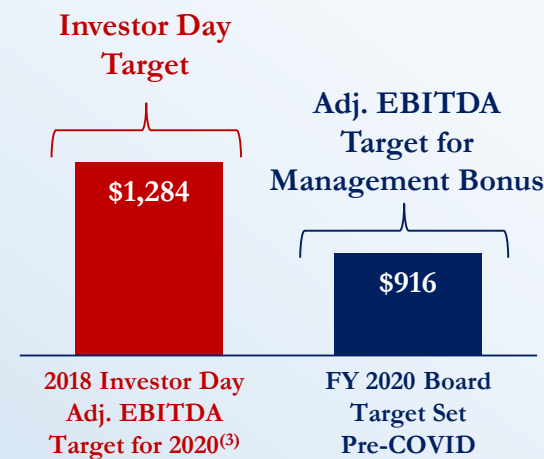 Investor Day
Target
$1,284
2018 Investor Day
Adj. EBITDA
Target for 2020(3)
Adj. EBITDA
Target for
Management Bonus
$916
FY 2020 Board
Target Set
Pre-COVID